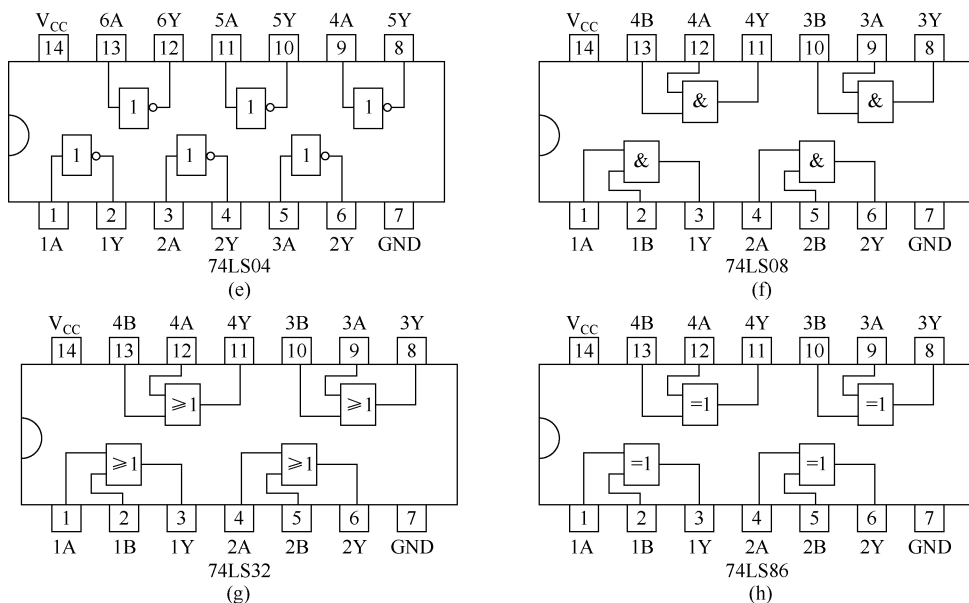 V_CC 6A 6Y 5A 5Y 4A 5Y
14 13 12 11 10 9 8
1 1 1
1 1 1
1 2 3 4 5 6 7
1A 1Y 2A 2Y 3A 2Y GND
74LS04
(e)
V_CC 4B 4A 4Y 3B 3A 3Y
14 13 12 11 10 9 8
& &
& &
1 2 3 4 5 6 7
1A 1B 1Y 2A 2B 2Y GND
74LS08
(f)
V_CC 4B 4A 4Y 3B 3A 3Y
14 13 12 11 10 9 8
⩾1 ⩾1
⩾1 ⩾1
1 2 3 4 5 6 7
1A 1B 1Y 2A 2B 2Y GND
74LS32
(g)
V_CC 4B 4A 4Y 3B 3A 3Y
14 13 12 11 10 9 8
=1 =1
=1 =1
1 2 3 4 5 6 7
1A 1B 1Y 2A 2B 2Y GND
74LS86
(h)